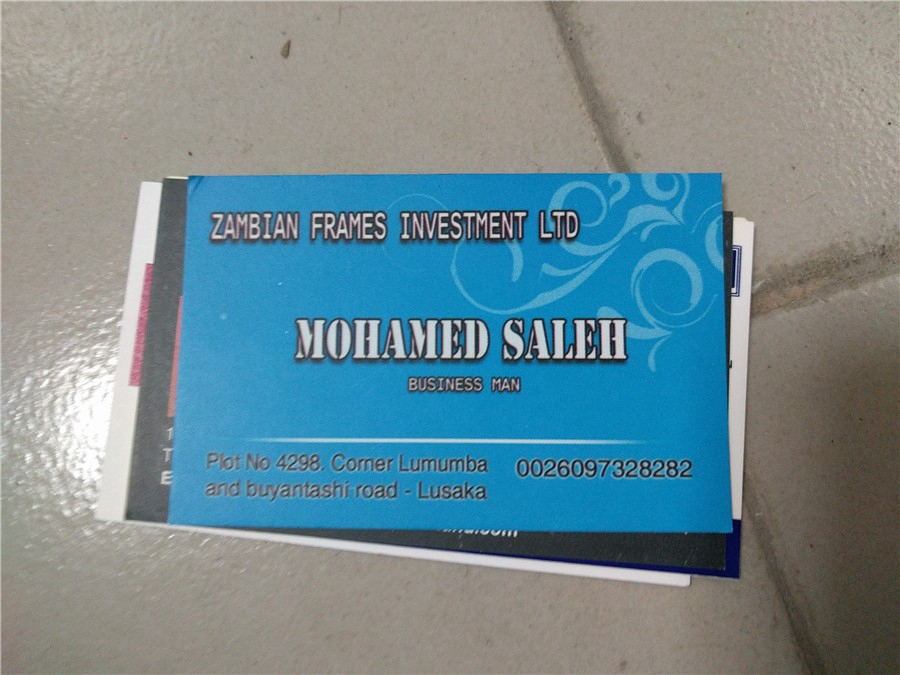 ZAMBIAN FRAMES INVESTMENT LTD
MOHAMED SALEH
BUSINESS MAN
Plot No 4298. Corner Lumumba
and buyantashi road - Lusaka
0026097328282